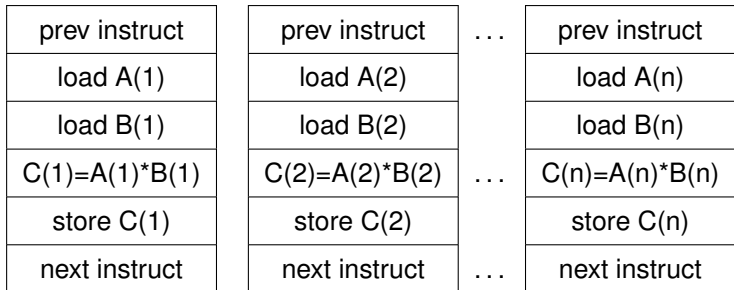 prev instruct prev instruct ... prev instruct
load A(1) load A(2) load A(n)
load B(1) load B(2) load B(n)
C(1)=A(1)*B(1) C(2)=A(2)*B(2) ... C(n)=A(n)*B(n)
store C(1) store C(2) store C(n)
next instruct next instruct ... next instruct